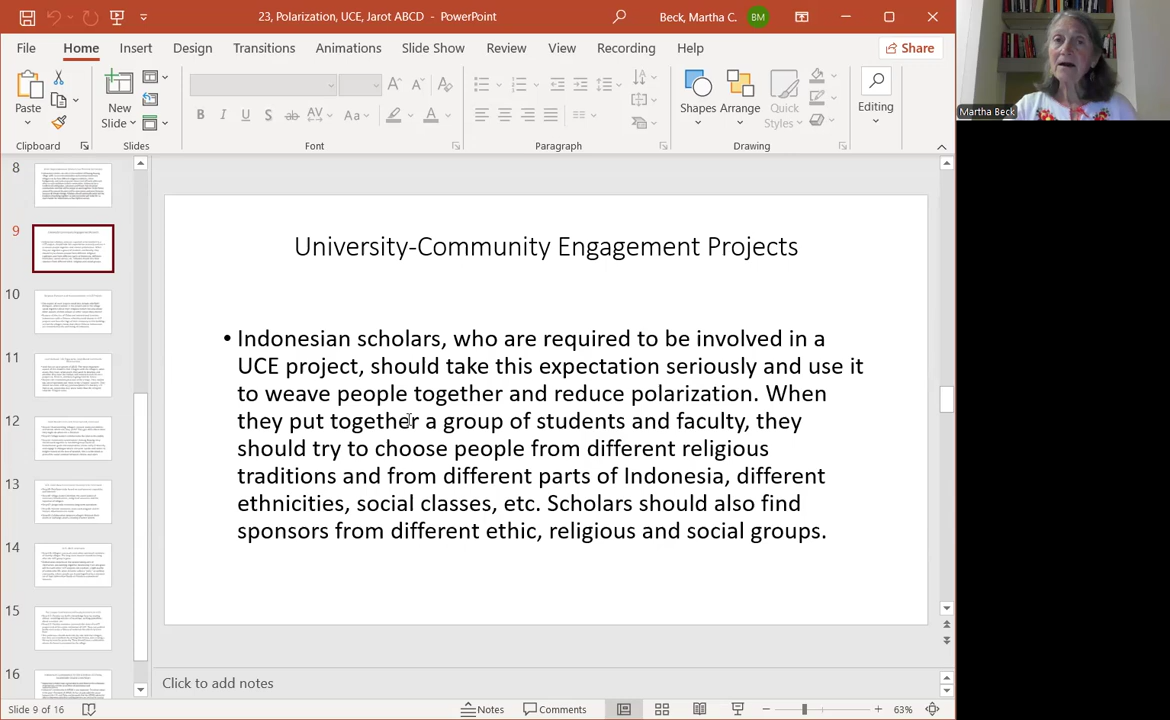 23, Polarization, UCE, Jarot ABCD - PowerPoint
Beck, Martha C.
BM
File
Home
Insert
Design
Transitions
Animations
Slide Show
Review
View
Recording
Help
Share
Paste
New
Slide
Shapes
Arrange
Quick
Styles
Editing
Clipboard
Slides
Font
Paragraph
Drawing
Martha Beck
8
9
10
11
12
13
14
15
16
University-Community Engagement Projects
• Indonesian scholars, who are required to be involved in a
UCE project, should take this expectation seriously and use it
to weave people together and reduce polarization. When
they put together a group of students and faculty, they
should try to choose people from different religious
traditions and from different parts of Indonesia, different
ethnicities, social classes, etc. Scholars should also find
sponsors from different ethic, religious and social groups.
Click to add notes
Slide 9 of 16
Notes
Comments
63%